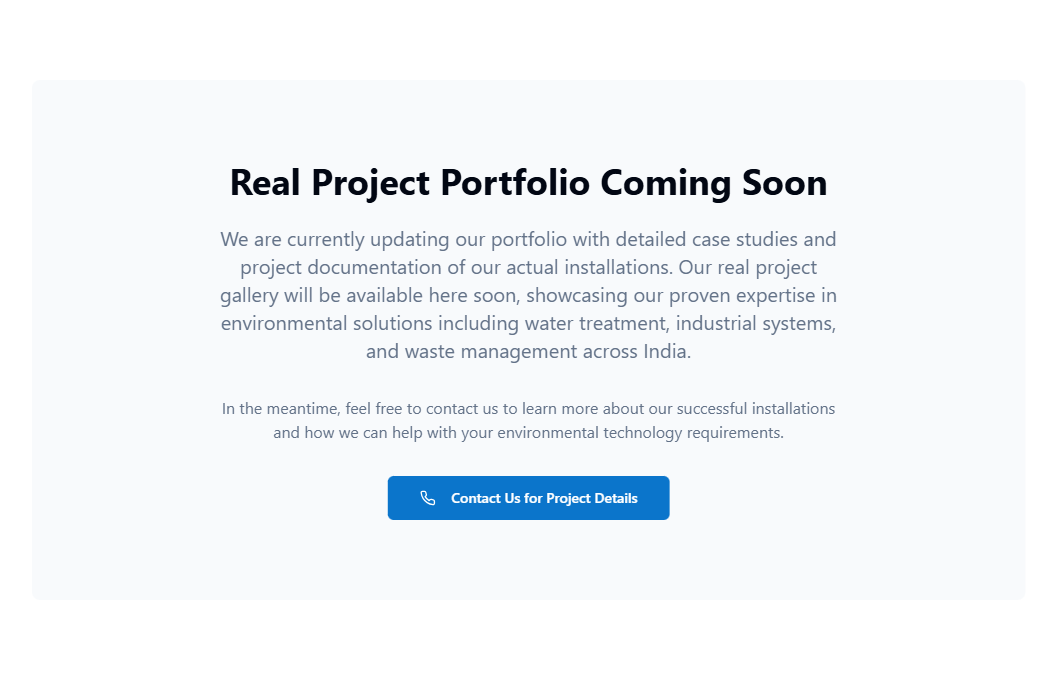 Real Project Portfolio Coming Soon
We are currently updating our portfolio with detailed case studies and
project documentation of our actual installations. Our real project
gallery will be available here soon, showcasing our proven expertise in
environmental solutions including water treatment, industrial systems,
and waste management across India.
In the meantime, feel free to contact us to learn more about our successful installations
and how we can help with your environmental technology requirements.
Contact Us for Project Details